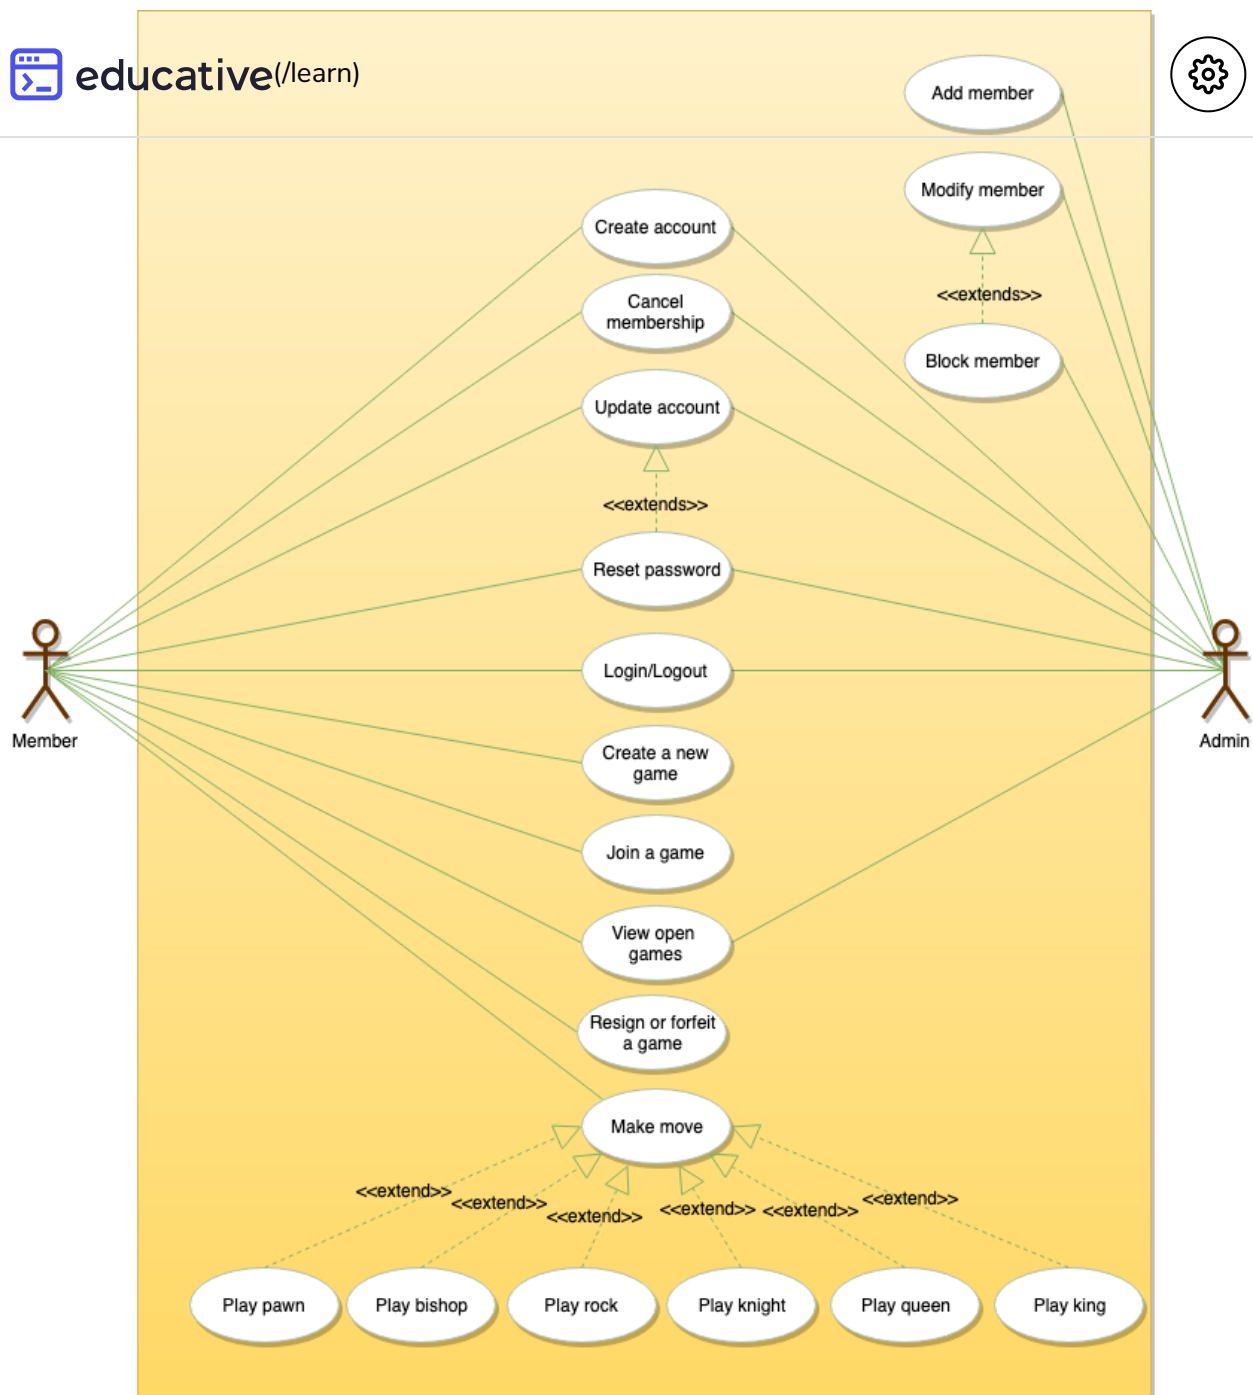 educative(/learn)
Add member
Modify member
Create account
<<extends>>
Cancel
membership
Block member
Update account
<<extends>>
Reset password
Login/Logout
Member
Admin
Create a new
game
Join a game
View open
games
Resign or forfeit
a game
Make move
<<extend>>
<<extend>>
<<extend>>
<<extend>>
<<extend>>
<<extend>>
Play pawn
Play bishop
Play rock
Play knight
Play queen
Play king